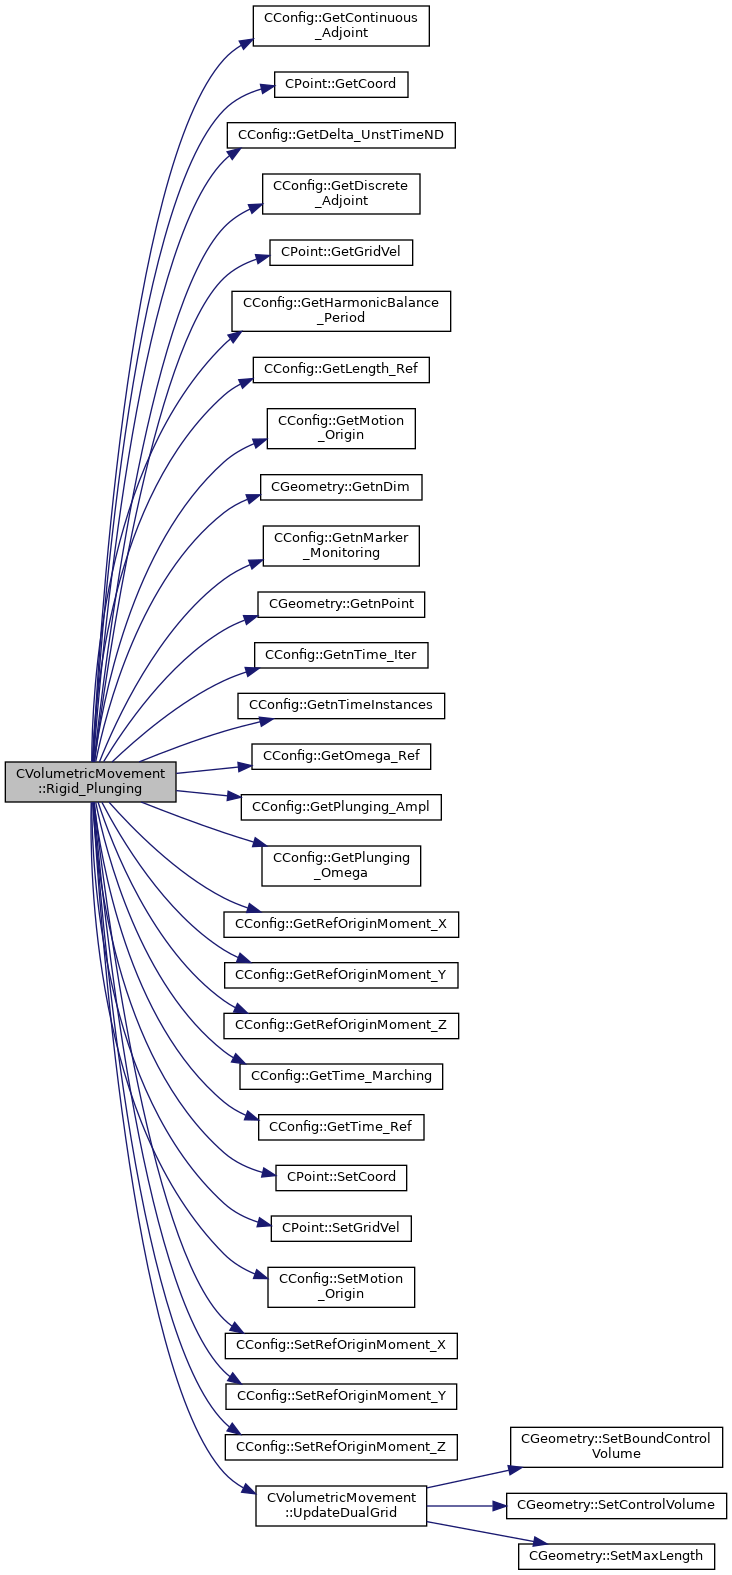 CConfig::GetContinuous
_Adjoint
CPoint::GetCoord
CConfig::GetDelta_UnstTimeND
CConfig::GetDiscrete
_Adjoint
CPoint::GetGridVel
CConfig::GetHarmonicBalance
_Period
CConfig::GetLength_Ref
CConfig::GetMotion
_Origin
CGeometry::GetnDim
CConfig::GetnMarker
_Monitoring
CGeometry::GetnPoint
CConfig::GetnTime_Iter
CConfig::GetnTimeInstances
CConfig::GetOmega_Ref
CVolumetricMovement
::Rigid_Plunging
CConfig::GetPlunging_Ampl
CConfig::GetPlunging
_Omega
CConfig::GetRefOriginMoment_X
CConfig::GetRefOriginMoment_Y
CConfig::GetRefOriginMoment_Z
CConfig::GetTime_Marching
CConfig::GetTime_Ref
CPoint::SetCoord
CPoint::SetGridVel
CConfig::SetMotion
_Origin
CConfig::SetRefOriginMoment_X
CConfig::SetRefOriginMoment_Y
CConfig::SetRefOriginMoment_Z
CVolumetricMovement
::UpdateDualGrid
CGeometry::SetBoundControl
Volume
CGeometry::SetControlVolume
CGeometry::SetMaxLength